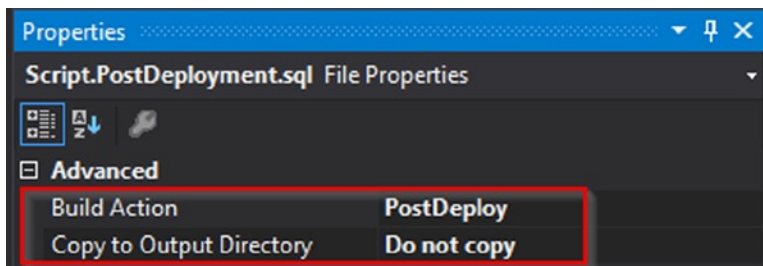 Properties
Script.PostDeployment.sql File Properties
A
Z
Advanced
Build Action PostDeploy
Copy to Output Directory Do not copy